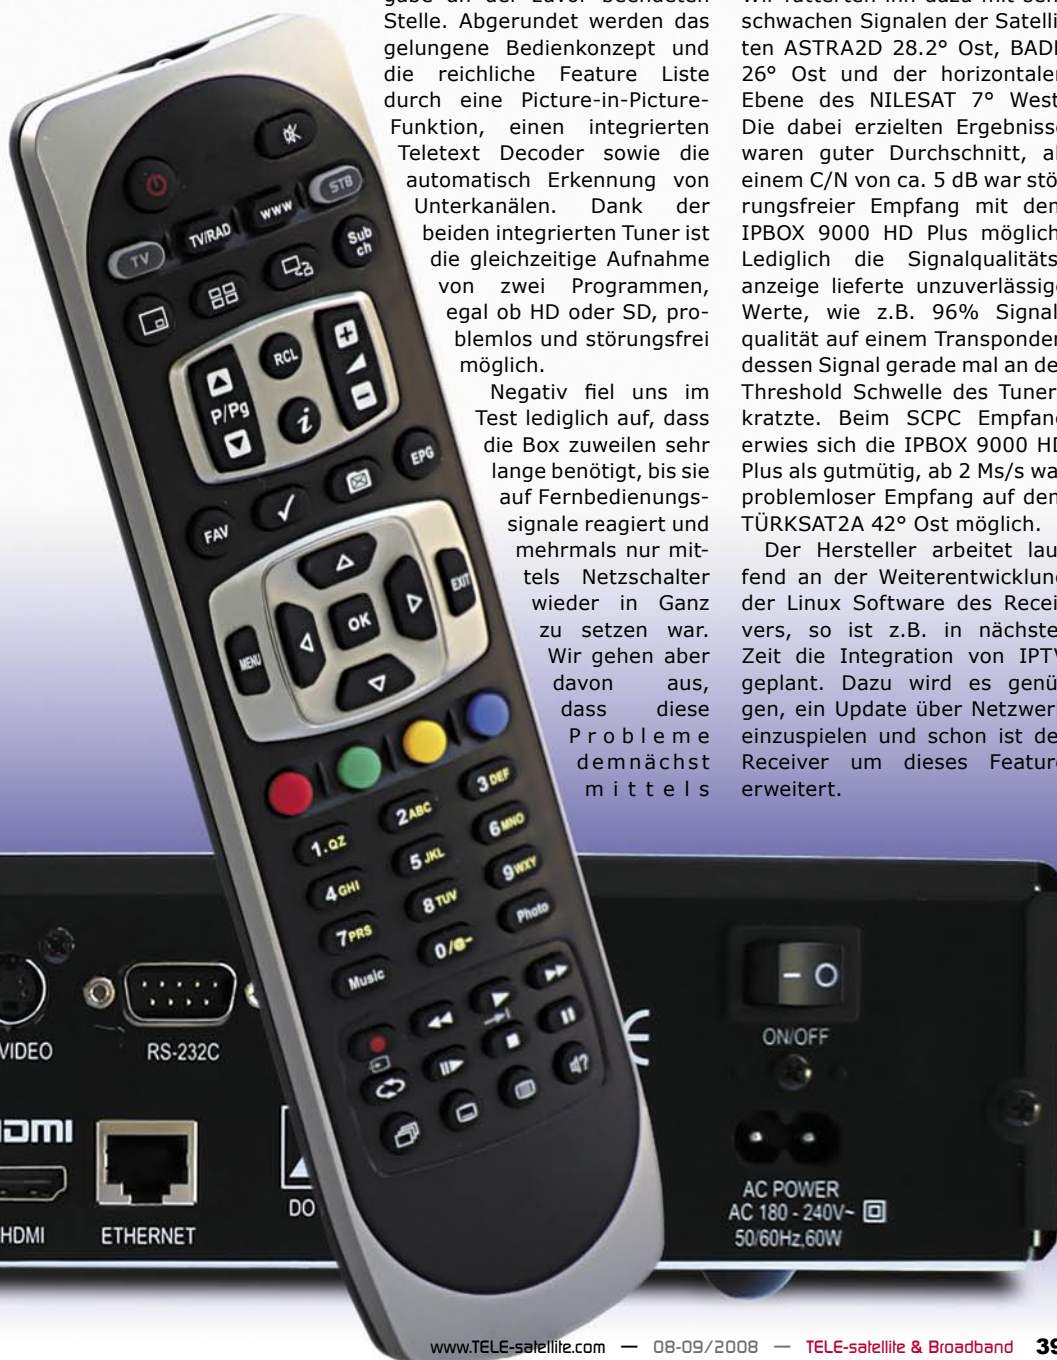 gabe an der zuvor beendeten
Stelle. Abgerundet werden das
gelungene Bedienkonzept und
die reichliche Feature Liste
durch eine Picture-in-Picture-
Funktion, einen integrierten
Teletext Decoder sowie die
automatisch Erkennung von
Unterkanälen. Dank der
beiden integrierten Tuner ist
die gleichzeitige Aufnahme
von zwei Programmen,
egal ob HD oder SD, pro-
blemlos und störungsfrei
möglich.
Negativ fiel uns im
Test lediglich auf, dass
die Box zuweilen sehr
lange benötigt, bis sie
auf Fernbedienungs-
signale reagiert und
mehrmals nur mit-
tels Netzschalter
wieder in Ganz
zu setzen war.
Wir gehen aber
davon aus,
dass diese
Probleme
demnächst
mittels
schwachen Signalen der Satelli
ten ASTRA2D 28.2° Ost, BADR
26° Ost und der horizontalen
Ebene des NILESAT 7° West.
Die dabei erzielten Ergebnisse
waren guter Durchschnitt, ab
einem C/N von ca. 5 dB war stö
rungsfreier Empfang mit dem
IPBOX 9000 HD Plus möglich
Lediglich die Signalqualitäts
anzeige lieferte unzuverlässige
Werte, wie z.B. 96% Signal
qualität auf einem Transponder
dessen Signal gerade mal an de
Threshold Schwelle des Tuner
kratzte. Beim SCPC Empfang
erwies sich die IPBOX 9000 HD
Plus als gutmütig, ab 2 Ms/s wa
problemloser Empfang auf dem
TÜRKSAT2A 42° Ost möglich.
Der Hersteller arbeitet lau
fend an der Weiterentwicklung
der Linux Software des Recei
vers, so ist z.B. in nächste
Zeit die Integration von IPTV
geplant. Dazu wird es genü
gen, ein Update über Netzwer
einzuspielen und schon ist de
Receiver um dieses Feature
erweitert.
TV
TV/RAD
WWW
STB
Sub
ch
P/Pg
RCL
i
+
−
FAV
EPG
MENU
OK
EXIT
1.QZ
2ABC
3DEF
4GHI
5JKL
6MNO
7PRS
8TUV
9WXY
Music
0/@~
Photo
VIDEO
RS-232C
HDMI
HDMI
ETHERNET
DO
CE
ON/OFF
AC POWER
AC 180 - 240V~
50/60Hz,60W
www.TELE-satellite.com — 08-09/2008 — TELE-satellite & Broadband 39